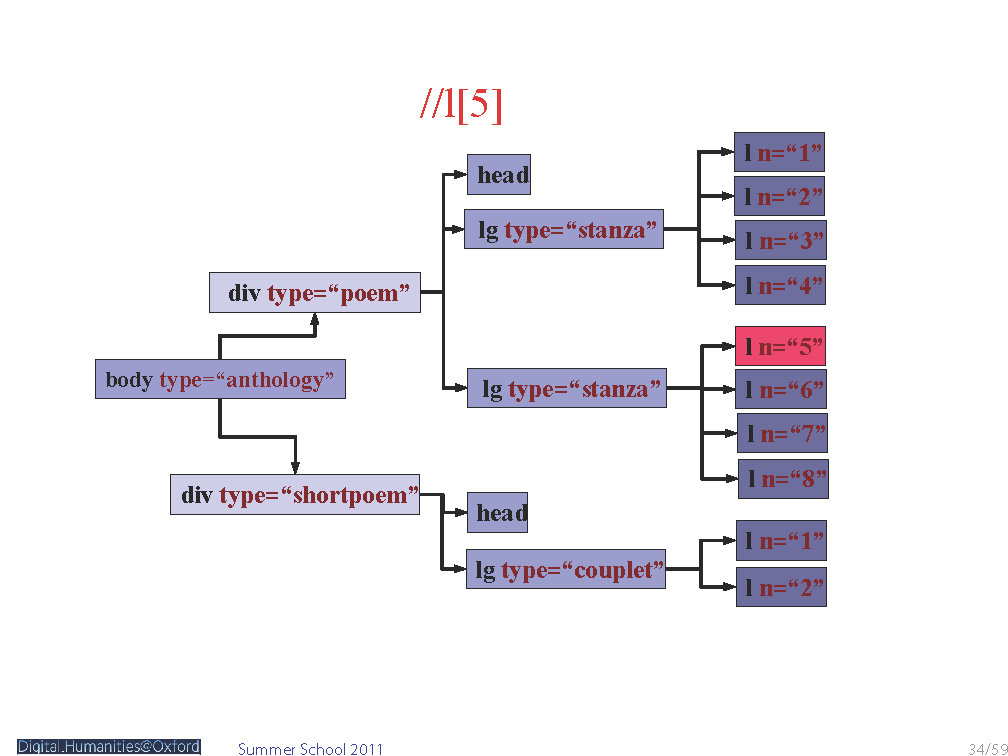 //l[5]
head
lg type=“stanza”
l n=“1”
l n=“2”
l n=“3”
l n=“4”
div type=“poem”
body type=“anthology”
lg type=“stanza”
l n=“5”
l n=“6”
l n=“7”
l n=“8”
div type=“shortpoem”
head
lg type=“couplet”
l n=“1”
l n=“2”
Digital.Humanities@Oxford
Summer School 2011
34/59